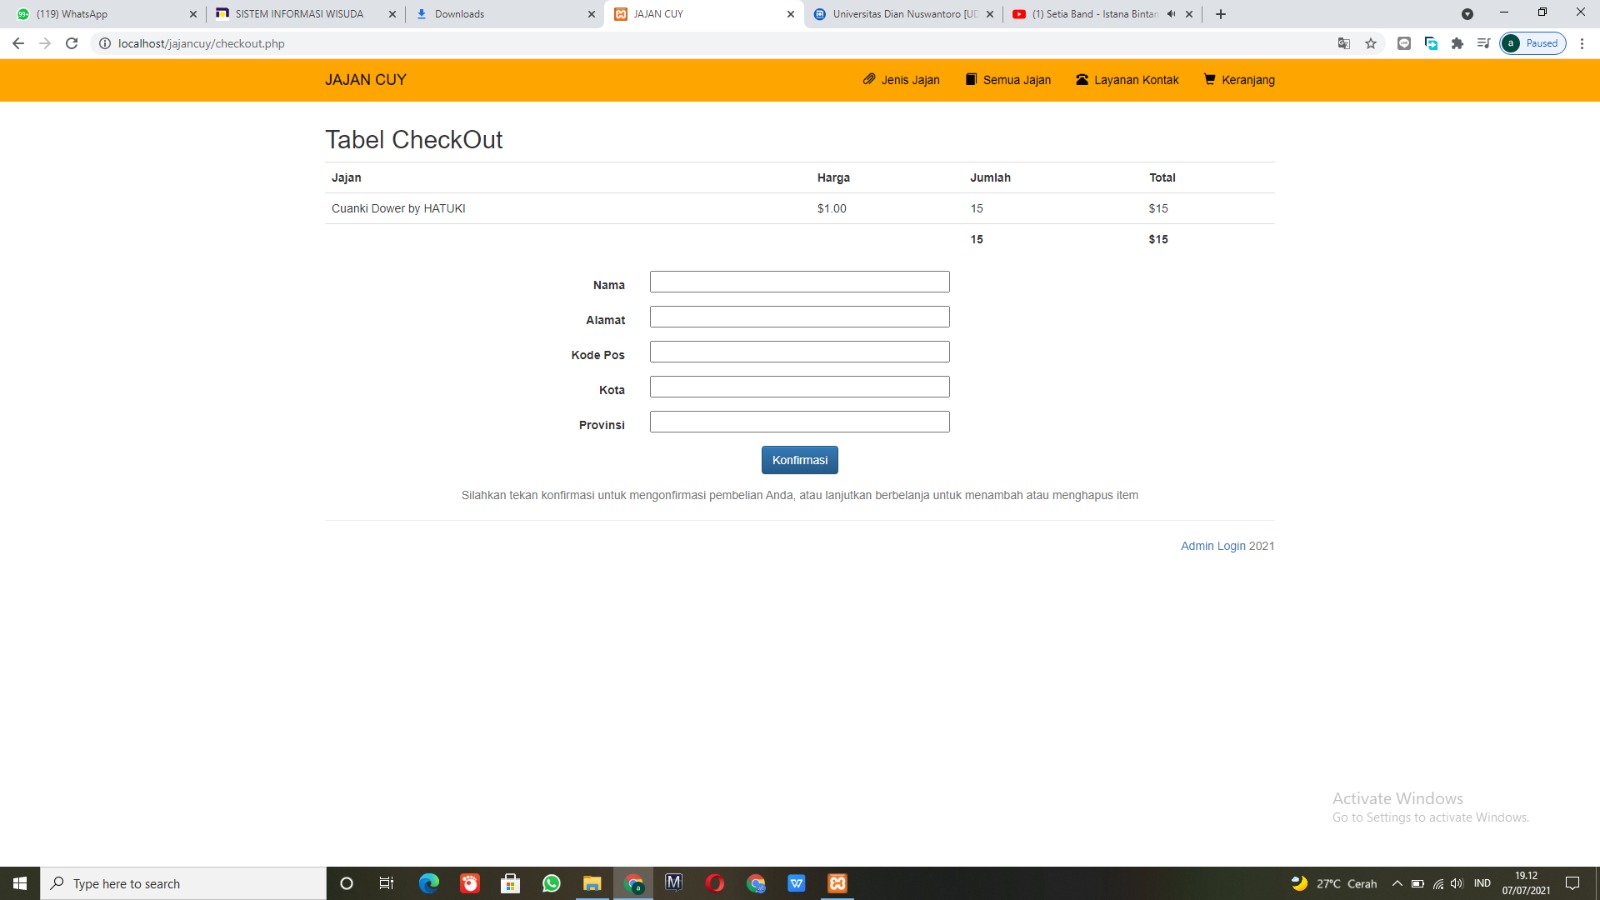 (119) WhatsApp
SISTEM INFORMASI WISUDA
Downloads
JAJAN CUY
Universitas Dian Nuswantoro [UD
(1) Setia Band - Istana Bintan
localhost/jajancuy/checkout.php
a Paused
JAJAN CUY
Jenis Jajan
Semua Jajan
Layanan Kontak
Keranjang
Tabel CheckOut
Jajan Harga Jumlah Total
Cuanki Dower by HATUKI $1.00 15 $15
15 $15
Nama
Alamat
Kode Pos
Kota
Provinsi
Konfirmasi
Silahkan tekan konfirmasi untuk mengonfirmasi pembelian Anda, atau lanjutkan berbelanja untuk menambah atau menghapus item
Admin Login 2021
Activate Windows
Go to Settings to activate Windows.
Type here to search
27°C Cerah
IND
19.12
07/07/2021